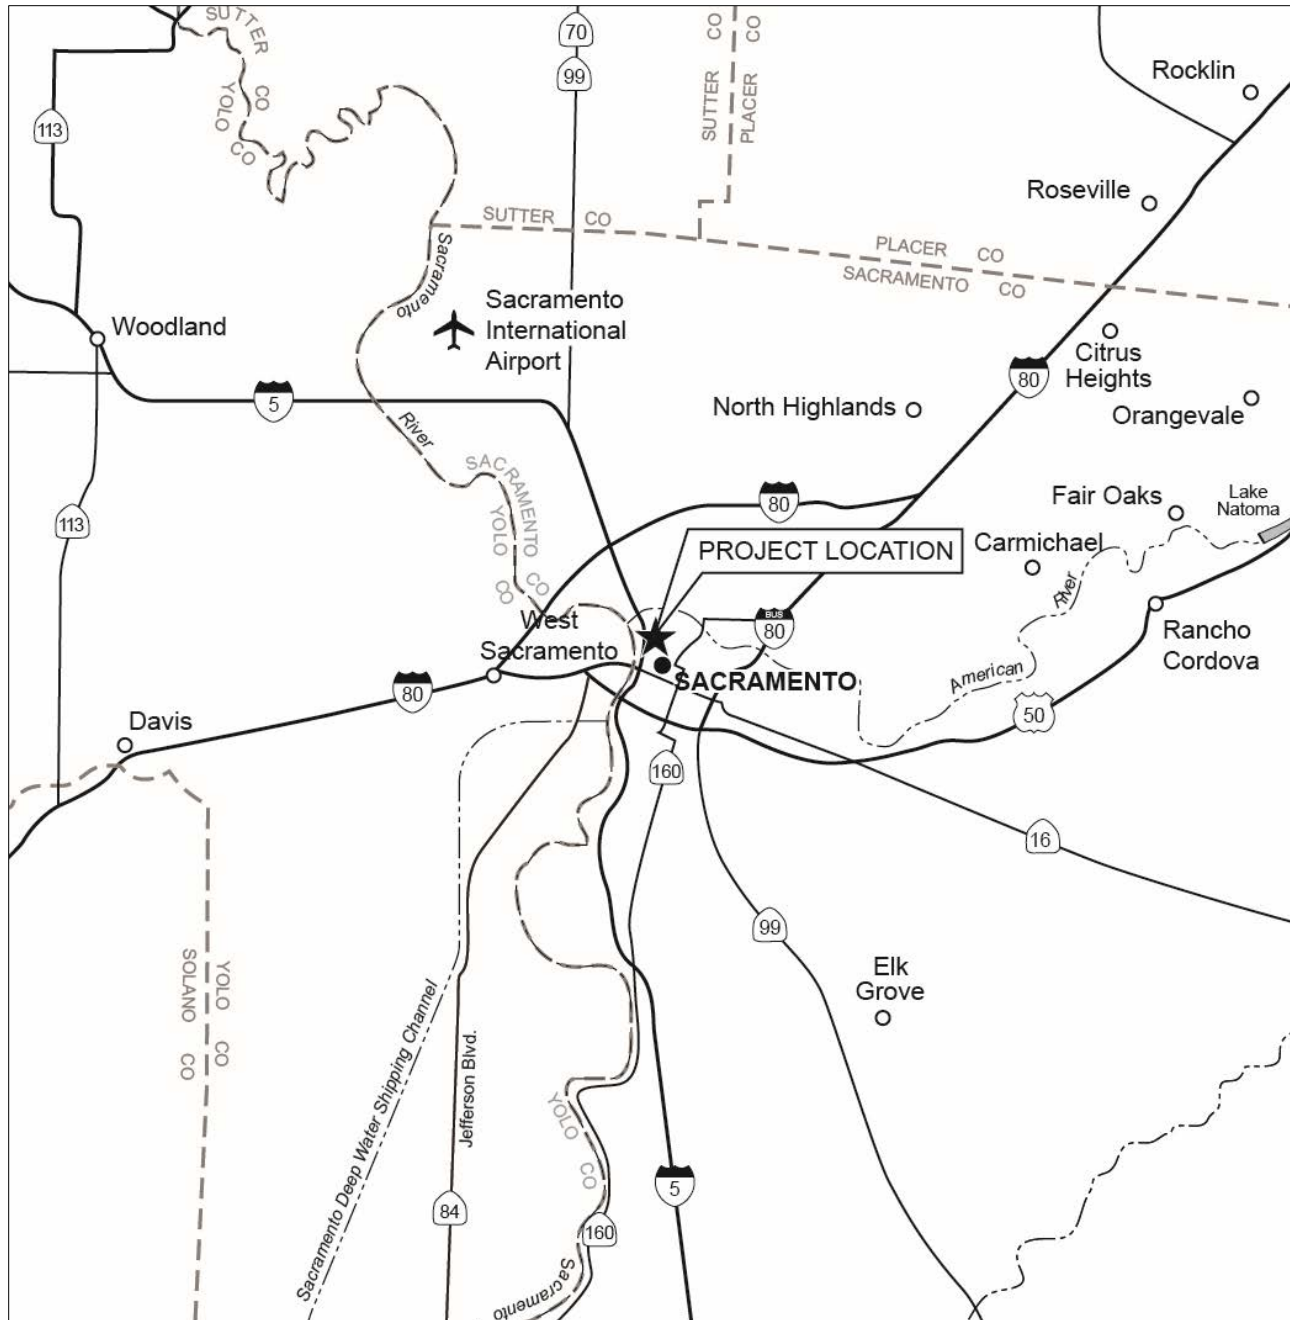 SUTTER CO
YOLO CO
70
99
SUTTER CO
PLACER CO
Rocklin
113
Roseville
SUTTER CO
PLACER CO
SACRAMENTO CO
Sacramento
River
Sacramento
International
Airport
Woodland
5
80
Citrus
Heights
North Highlands
Orangevale
SACRAMENTO CO
YOLO CO
80
Fair Oaks
Lake
Natoma
113
PROJECT LOCATION
Carmichael
River
American
West
Sacramento
BUS
80
Rancho
Cordova
SACRAMENTO
80
50
Davis
160
16
99
YOLO CO
SOLANO CO
Elk
Grove
Sacramento Deep Water Shipping Channel
Jefferson Blvd.
YOLO CO
5
84
160
Sacramento